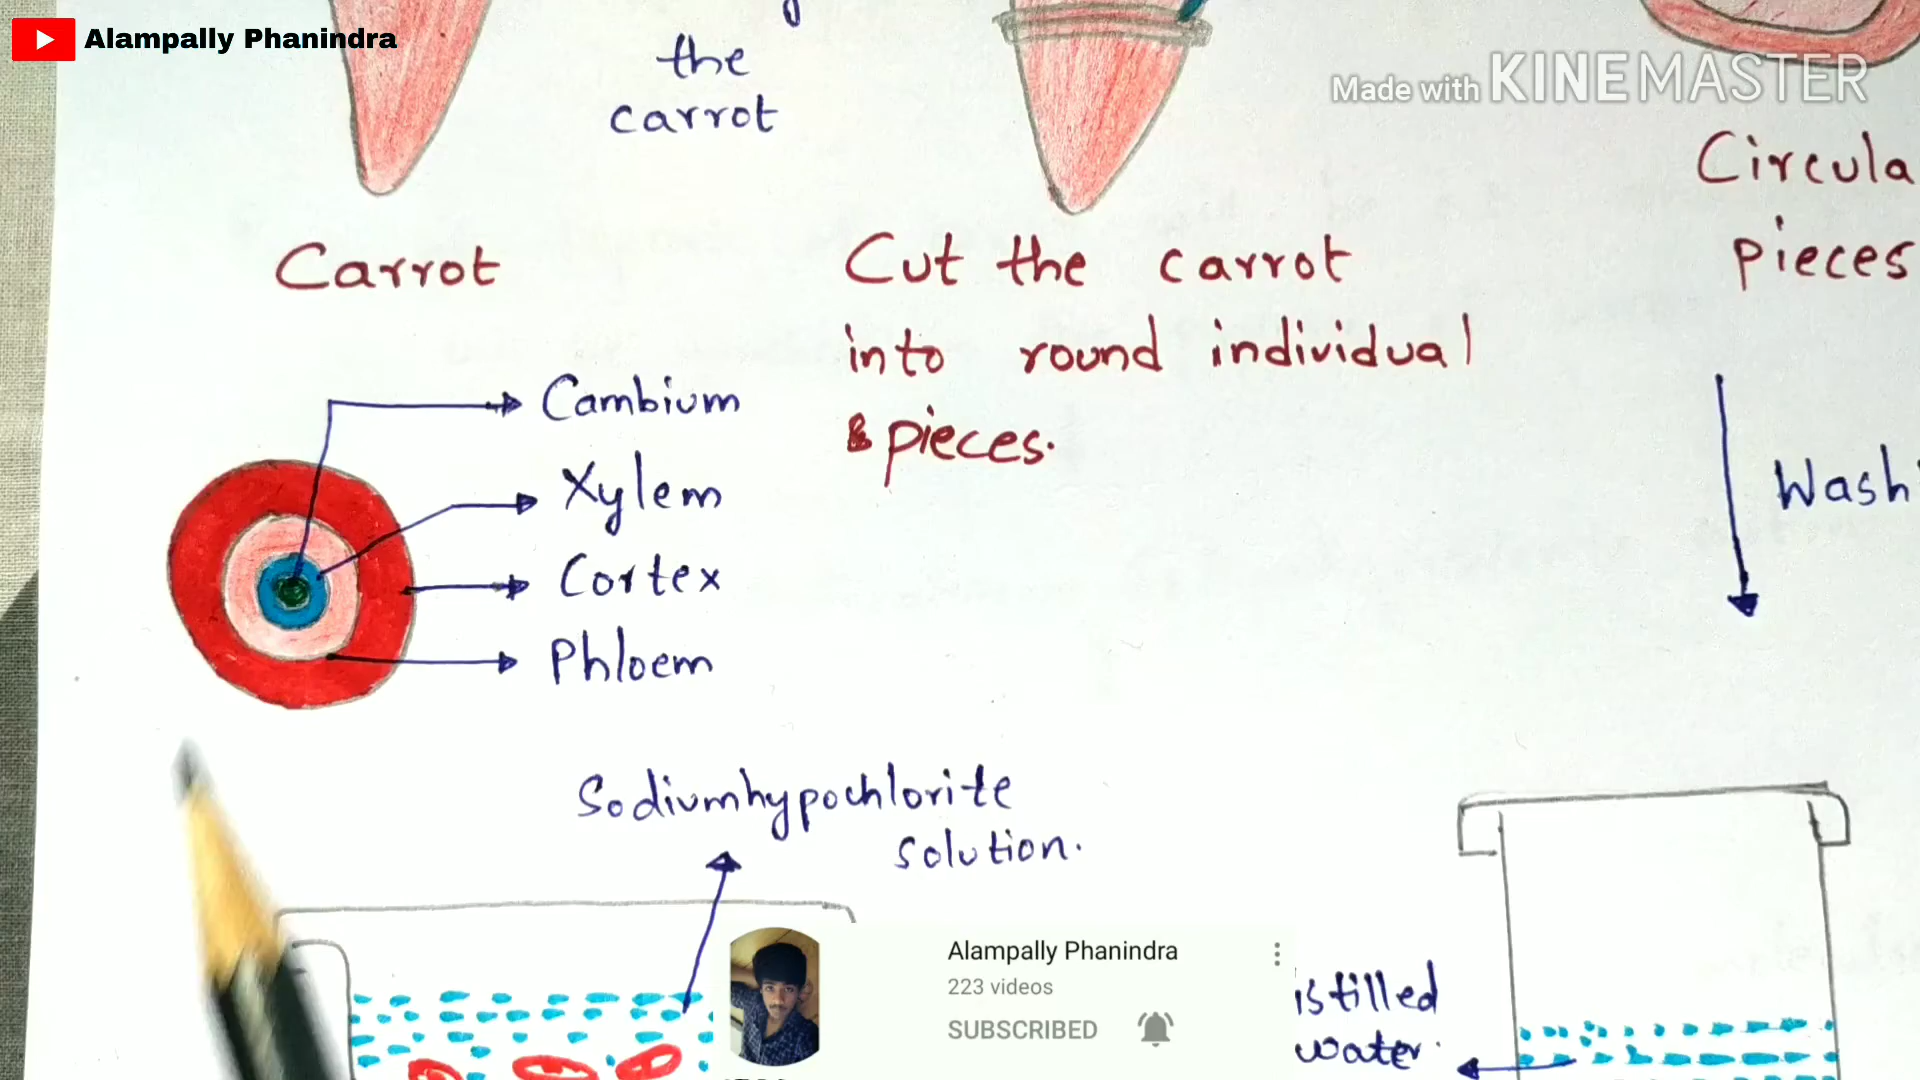 Alampally Phanindra
the
carrot
Made with KINEMASTER
Circula
pieces
Carrot
Cut the carrot
into round individual
pieces.
Cambium
Xylem
Cortex
Phloem
Wash
Sodiumhypochlorite
solution.
Alampally Phanindra
223 videos
SUBSCRIBED
istilled
water.